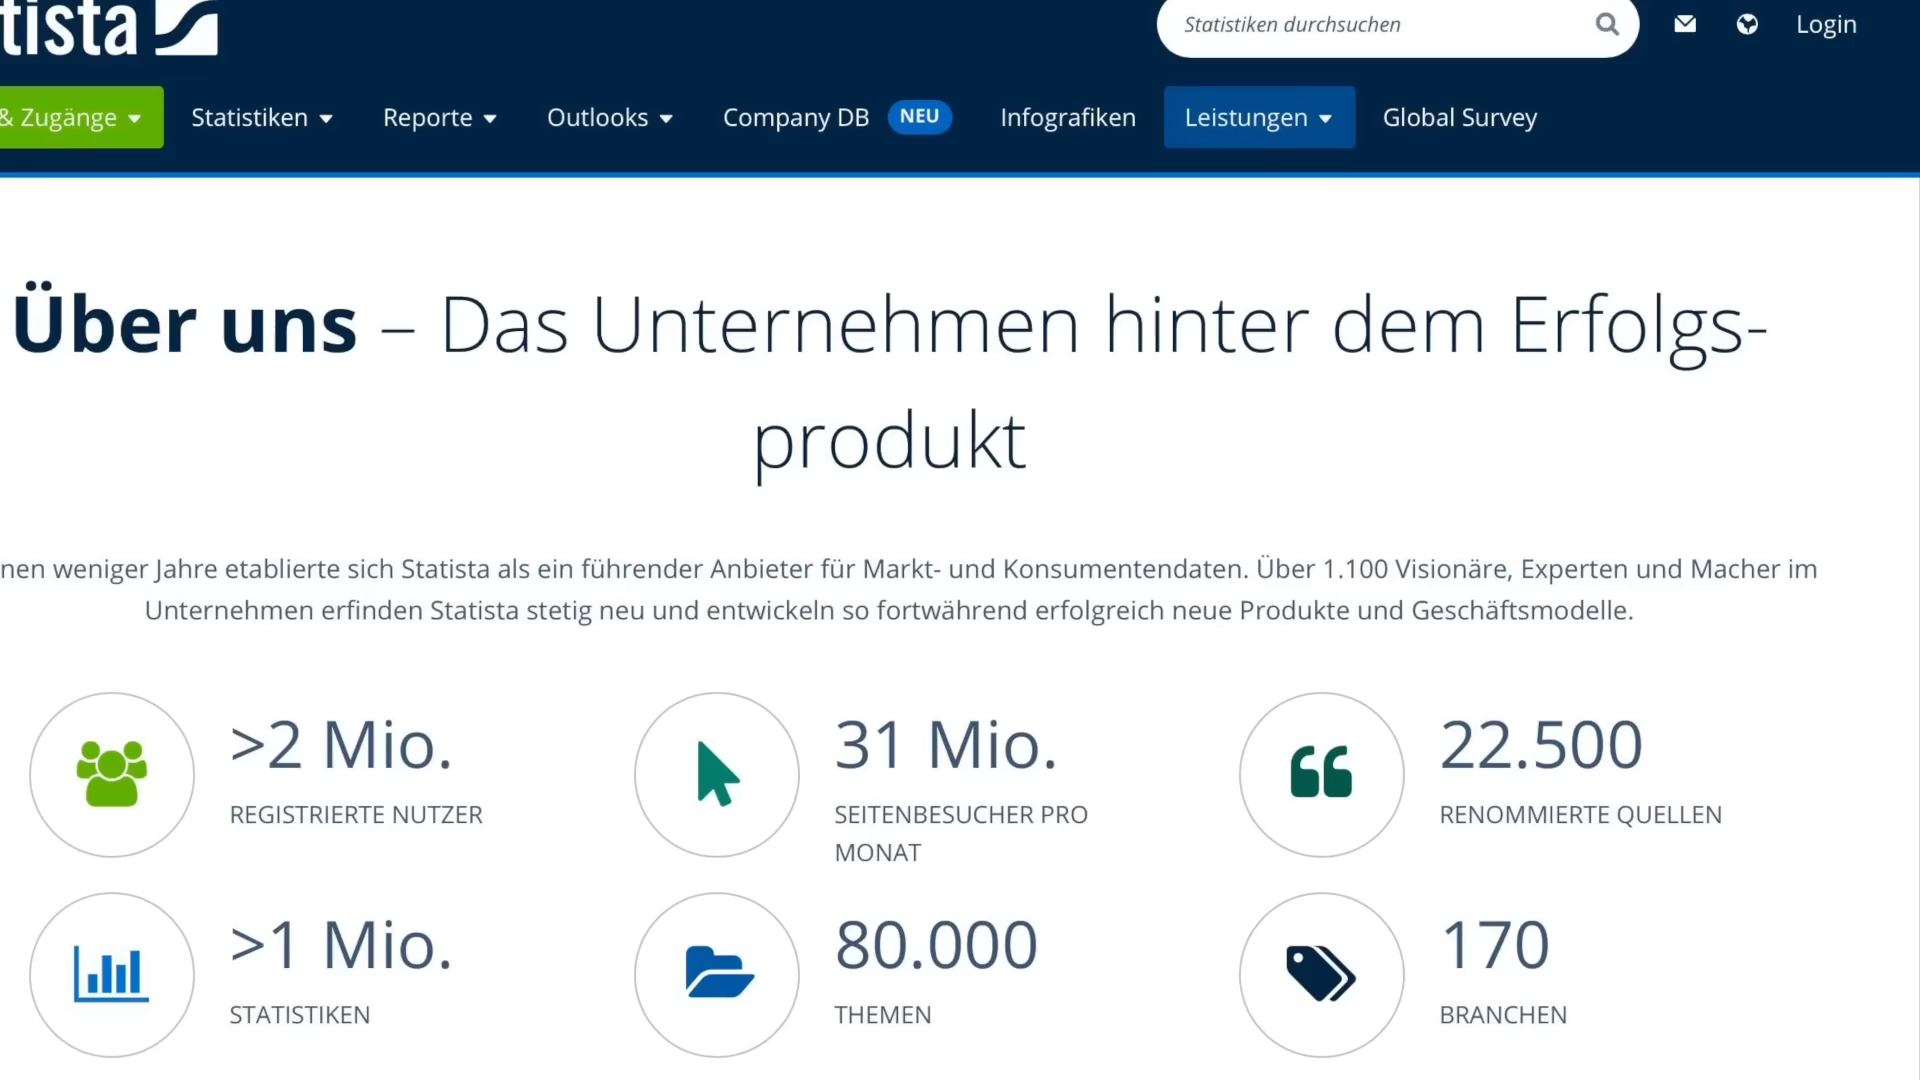 tista
Statistiken durchsuchen
Login
& Zugänge
Statistiken
Reporte
Outlooks
Company DB NEU
Infografiken
Leistungen
Global Survey
Über uns – Das Unternehmen hinter dem Erfolgs-
produkt
nen weniger Jahre etablierte sich Statista als ein führender Anbieter für Markt- und Konsumentendaten. Über 1.100 Visionäre, Experten und Macher im
Unternehmen erfinden Statista stetig neu und entwickeln so fortwährend erfolgreich neue Produkte und Geschäftsmodelle.
>2 Mio.
REGISTRIERTE NUTZER
31 Mio.
SEITENBESUCHER PRO
MONAT
22.500
RENOMMIERTE QUELLEN
>1 Mio.
STATISTIKEN
80.000
THEMEN
170
BRANCHEN